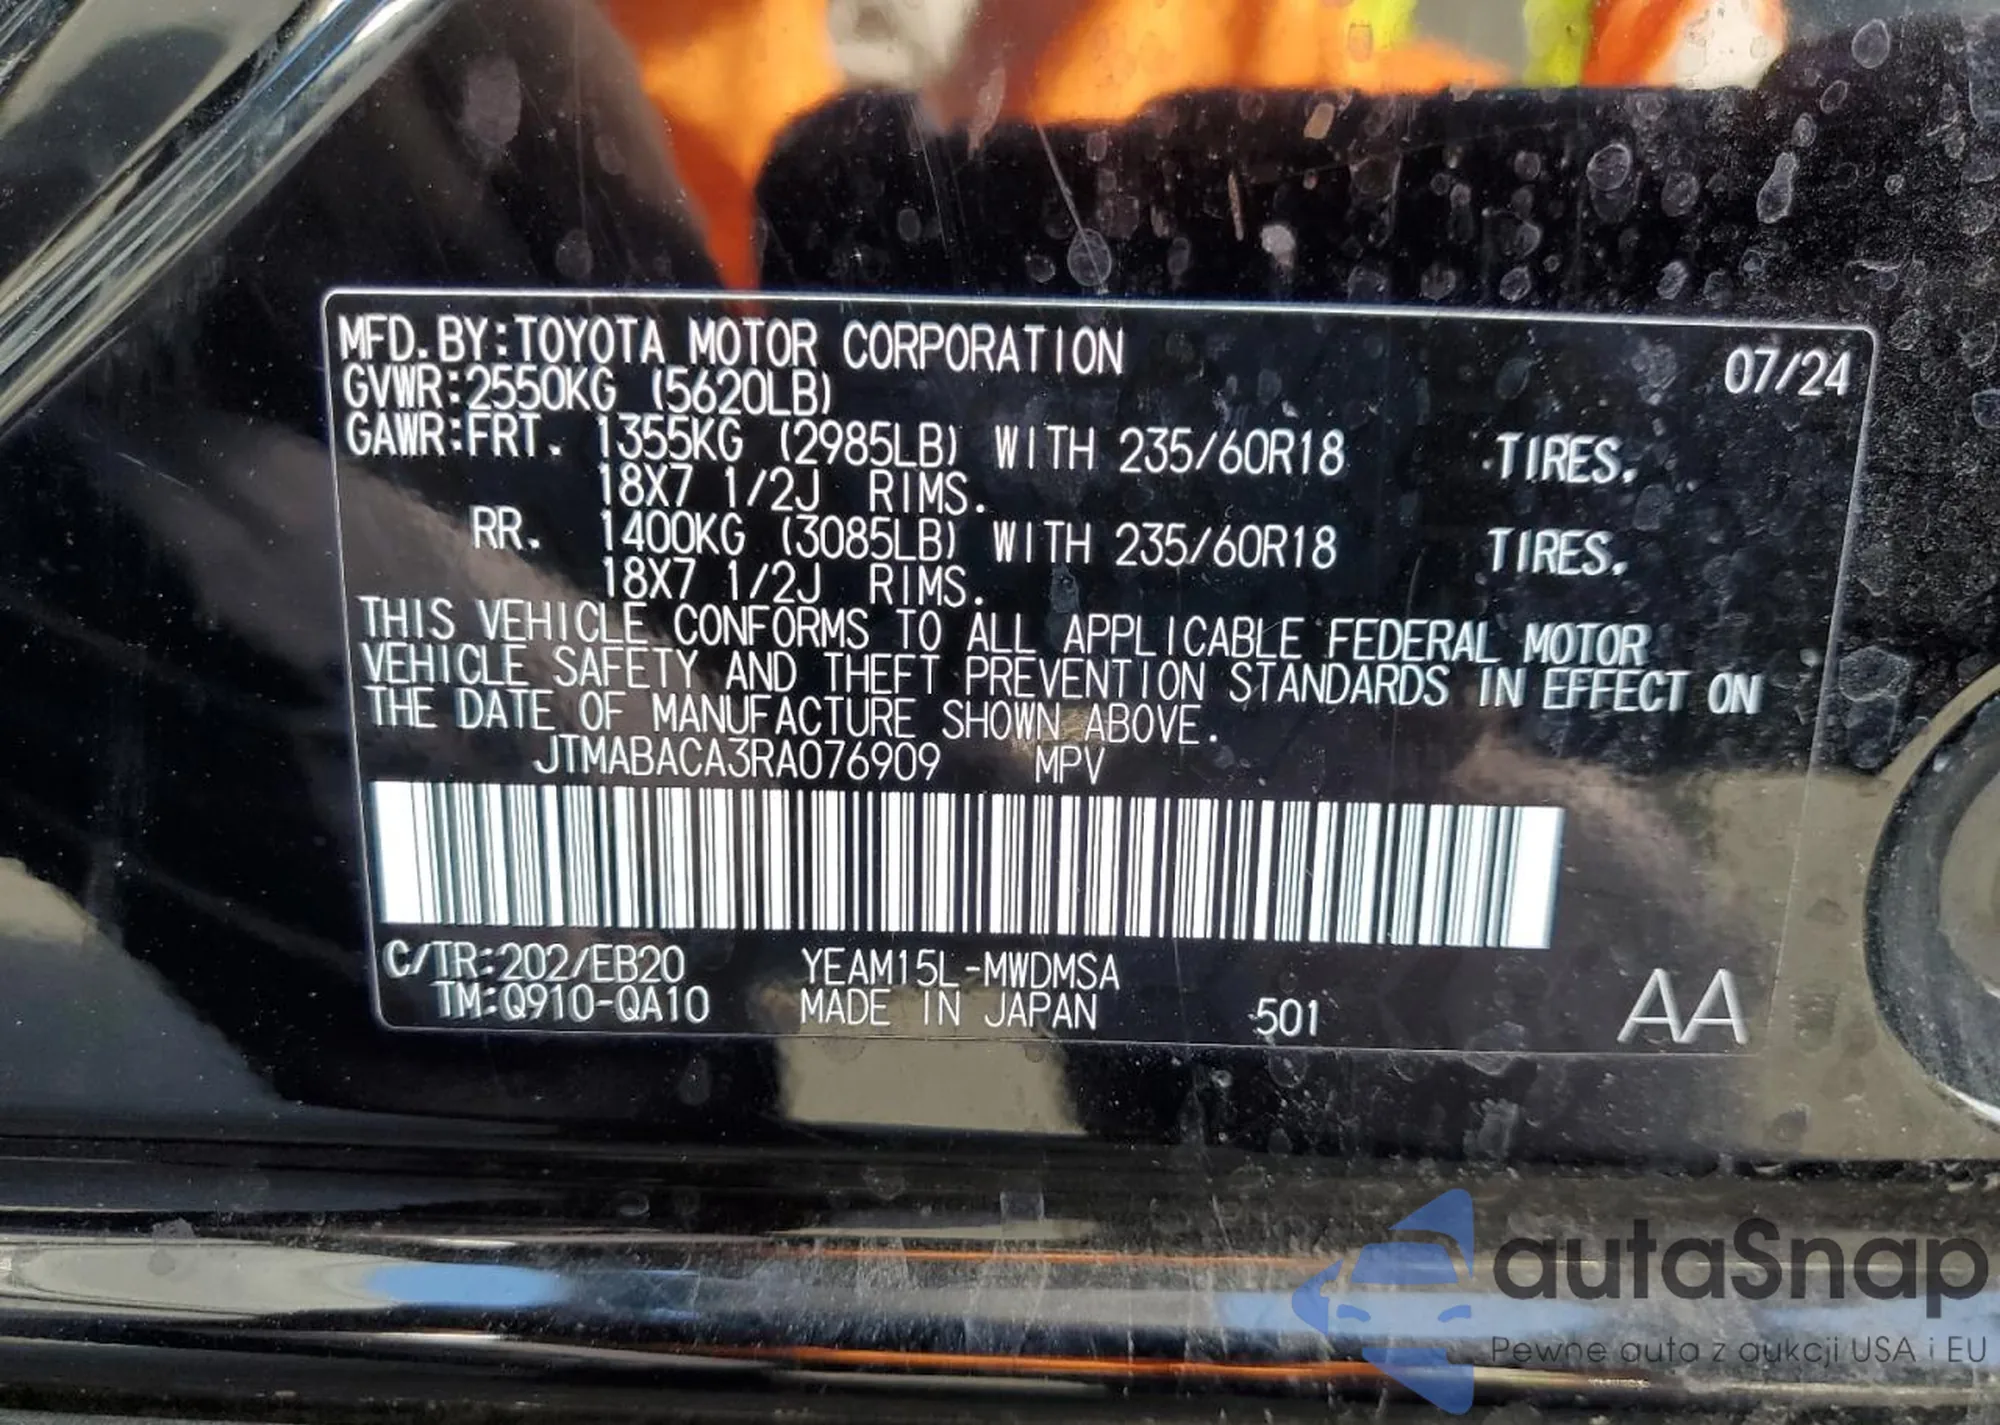 MFD.BY:TOYOTA MOTOR CORPORATION 07/24
GVWR:2550KG (5620LB)
GAWR:FRT. 1355KG (2985LB) WITH 235/60R18 TIRES.
18X7 1/2J RIMS.
RR. 1400KG (3085LB) WITH 235/60R18 TIRES.
18X7 1/2J RIMS.
THIS VEHICLE CONFORMS TO ALL APPLICABLE FEDERAL MOTOR
VEHICLE SAFETY AND THEFT PREVENTION STANDARDS IN EFFECT ON
THE DATE OF MANUFACTURE SHOWN ABOVE.
JTMABACA3RA076909 MPV
C/TR:202/EB20 YEAM15L-MWDMSA
TM:Q910-QA10 MADE IN JAPAN 501 AA
autaSnap
Pewne auta z aukcji USA i EU